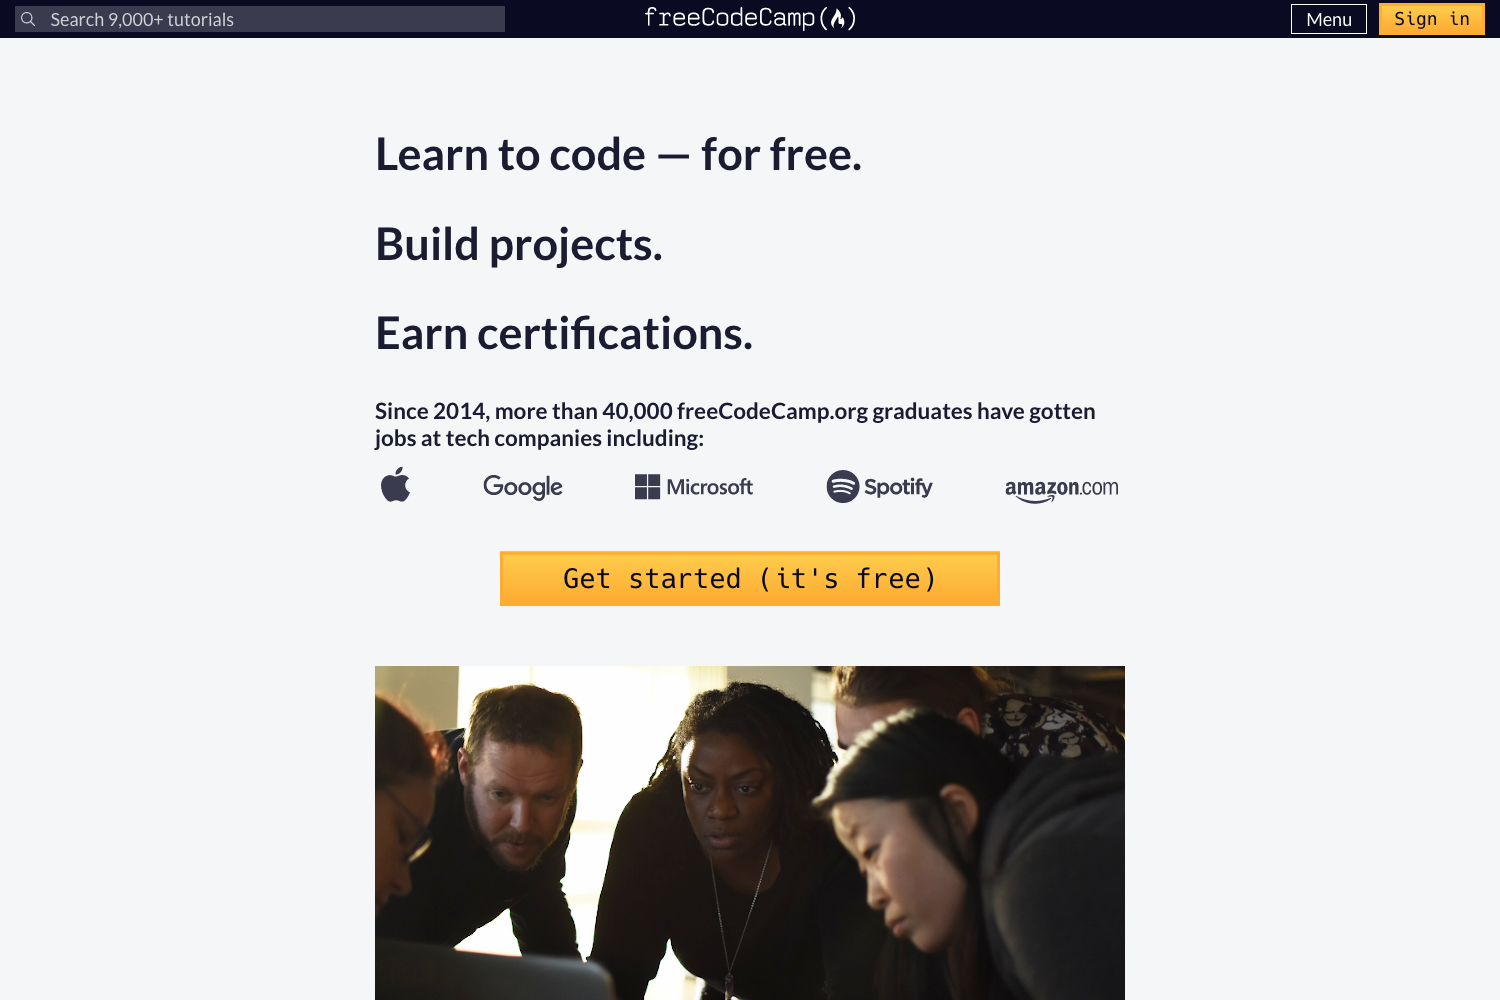 Search 9,000+ tutorials
freeCodeCamp
Menu
Sign in
Learn to code — for free.
Build projects.
Earn certifications.
Since 2014, more than 40,000 freeCodeCamp.org graduates have gotten
jobs at tech companies including:
Google
Microsoft
Spotify
amazon.com
Get started (it's free)